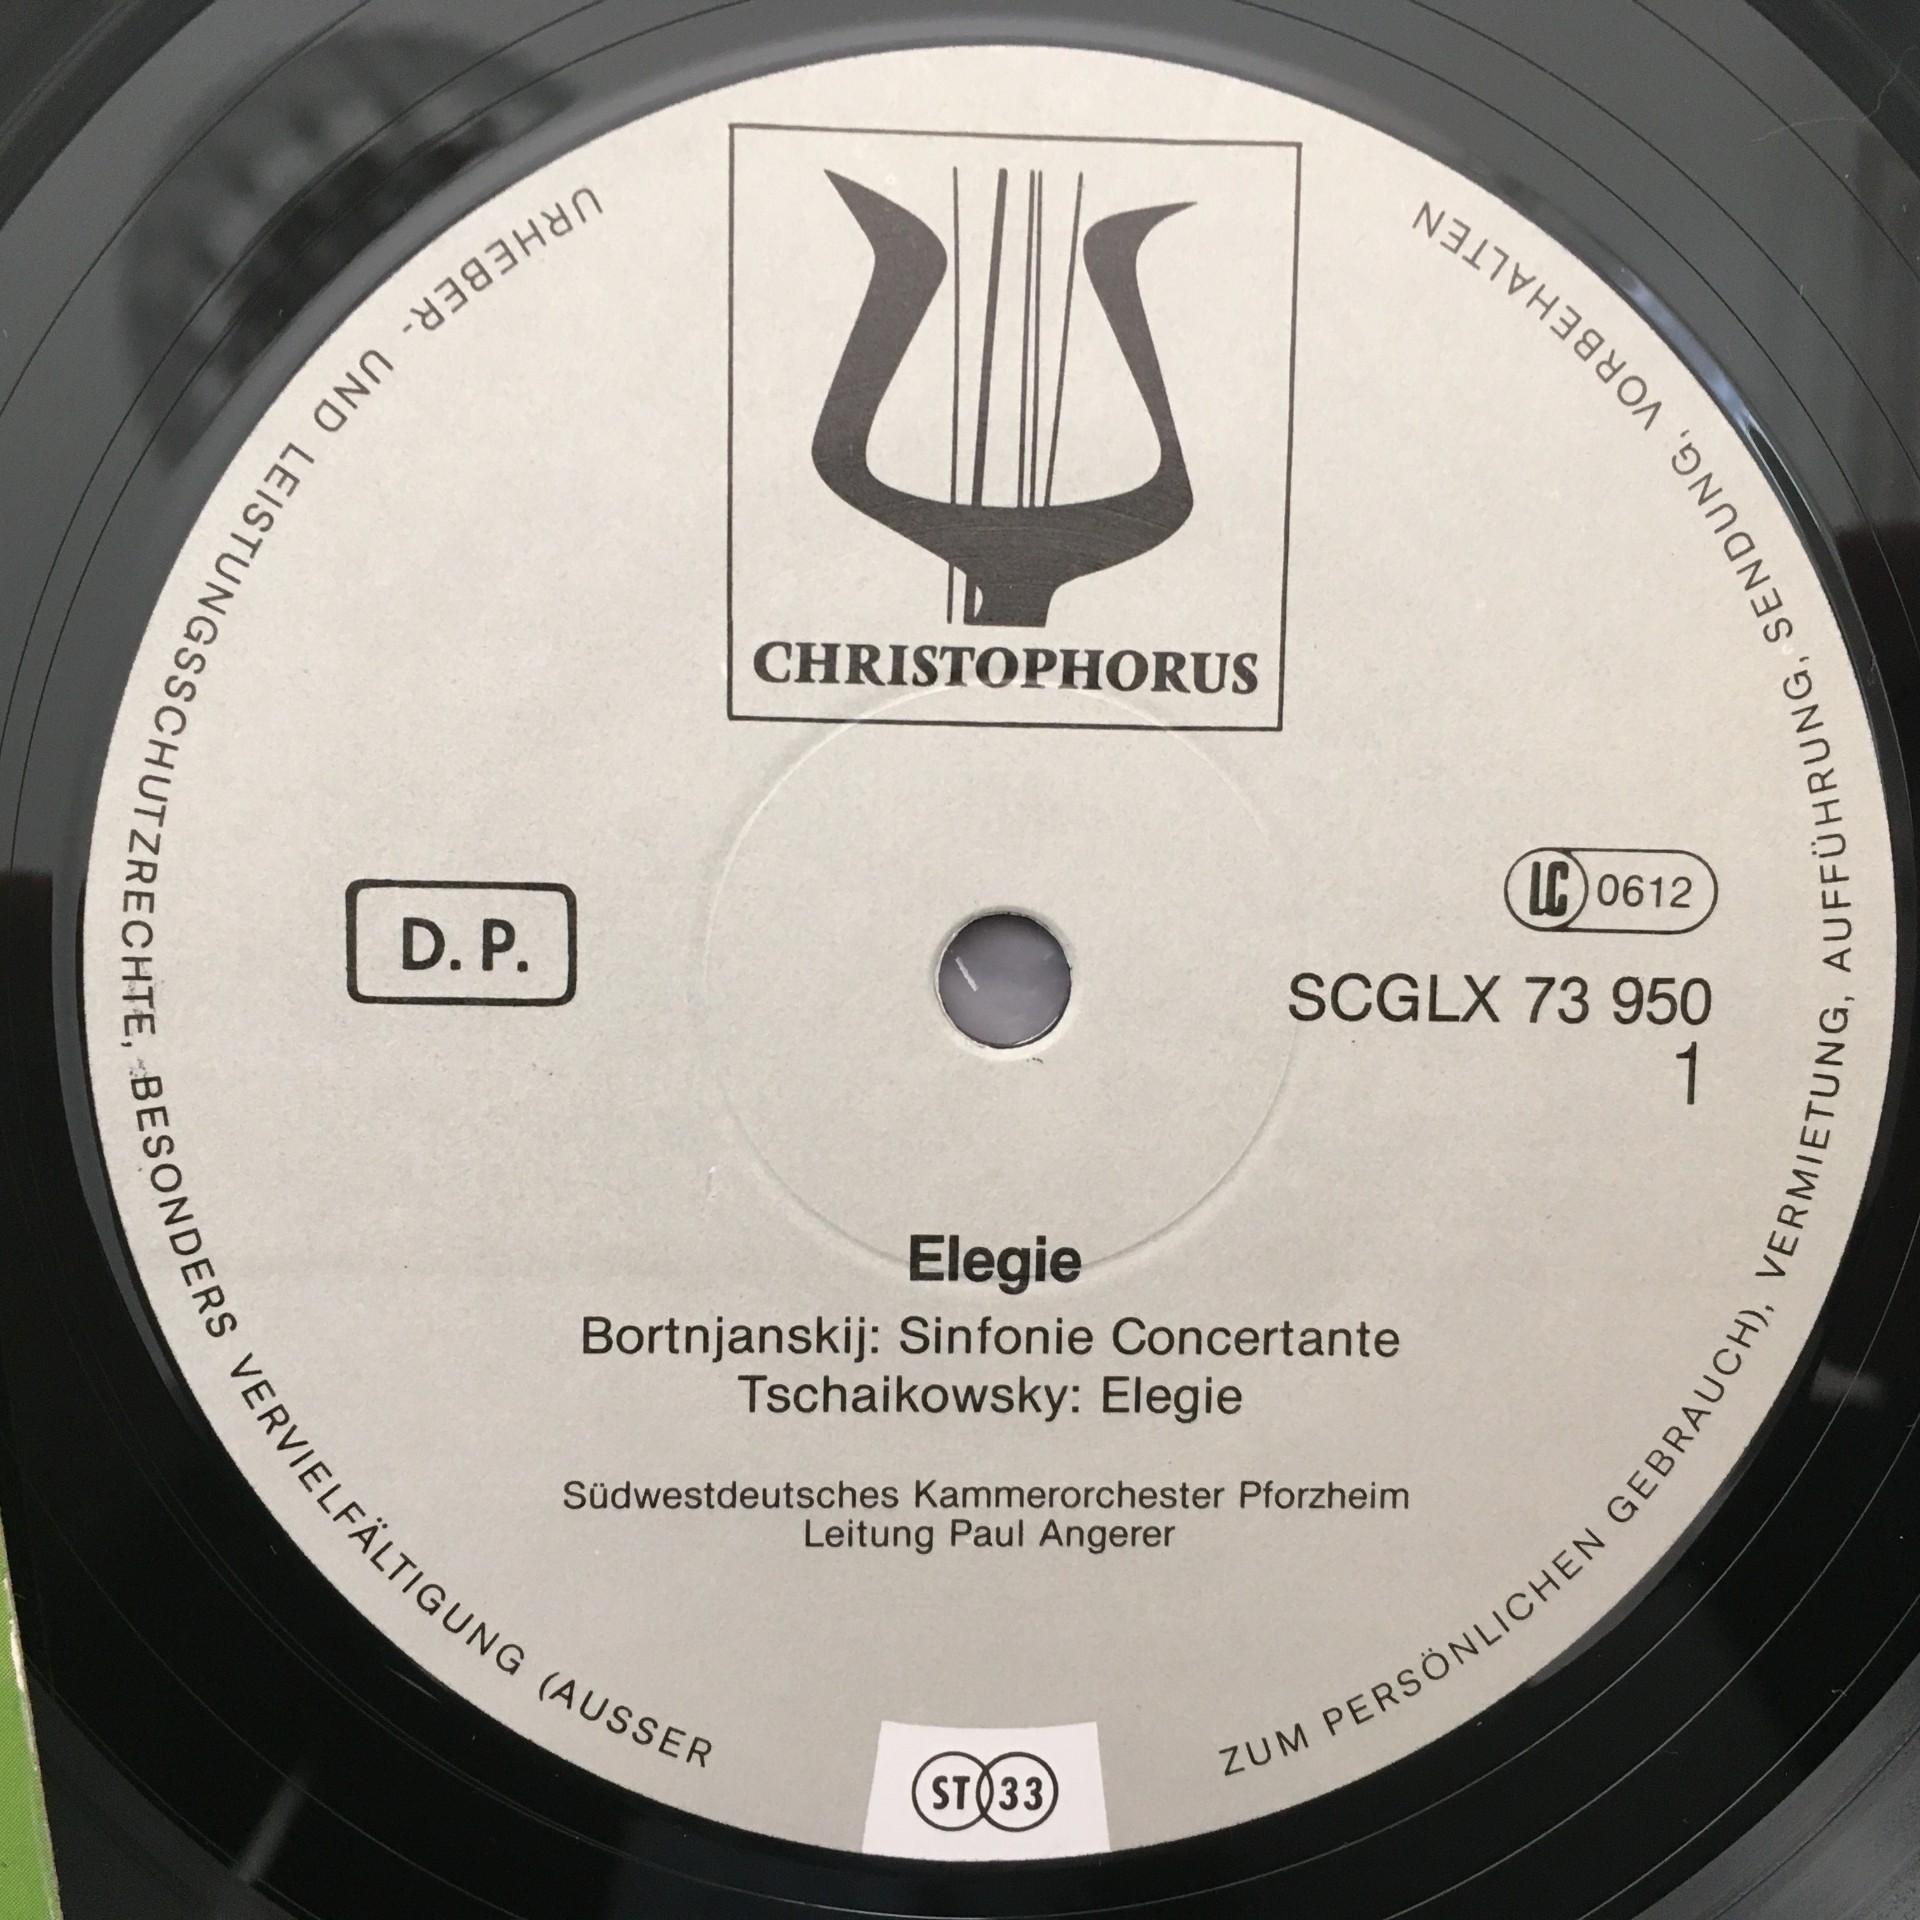 CHRISTOPHORUS
D. P.
LC 0612
SCGLX 73 950
1
Elegie
Bortnjanskij: Sinfonie Concertante
Tschaikowsky: Elegie
Südwestdeutsches Kammerorchester Pforzheim
Leitung Paul Angerer
ST 33
URHEBER- UND LEISTUNGSSCHUTZRECHTE, BESONDERS VERVIELFÄLTIGUNG (AUSSER ZUM PERSÖNLICHEN GEBRAUCH), VERMIETUNG, AUFFÜHRUNG, SENDUNG, VORBEHALTEN